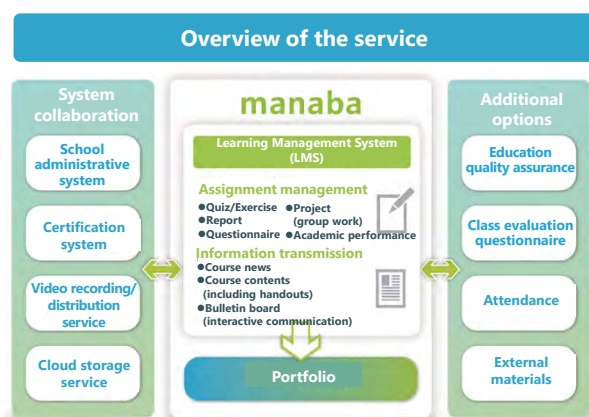 Overview of the service
System
collaboration
School
administrative
system
Certification
system
Video recording/
distribution
service
Cloud storage
service
manaba
Learning Management System
(LMS)
Assignment management
●Quiz/Exercise
●Report
●Questionnaire
●Project
(group work)
●Academic performance
Information transmission
●Course news
●Course contents
(including handouts)
●Bulletin board
(interactive communication)
Portfolio
Additional
options
Education
quality assurance
Class evaluation
questionnaire
Attendance
External
materials